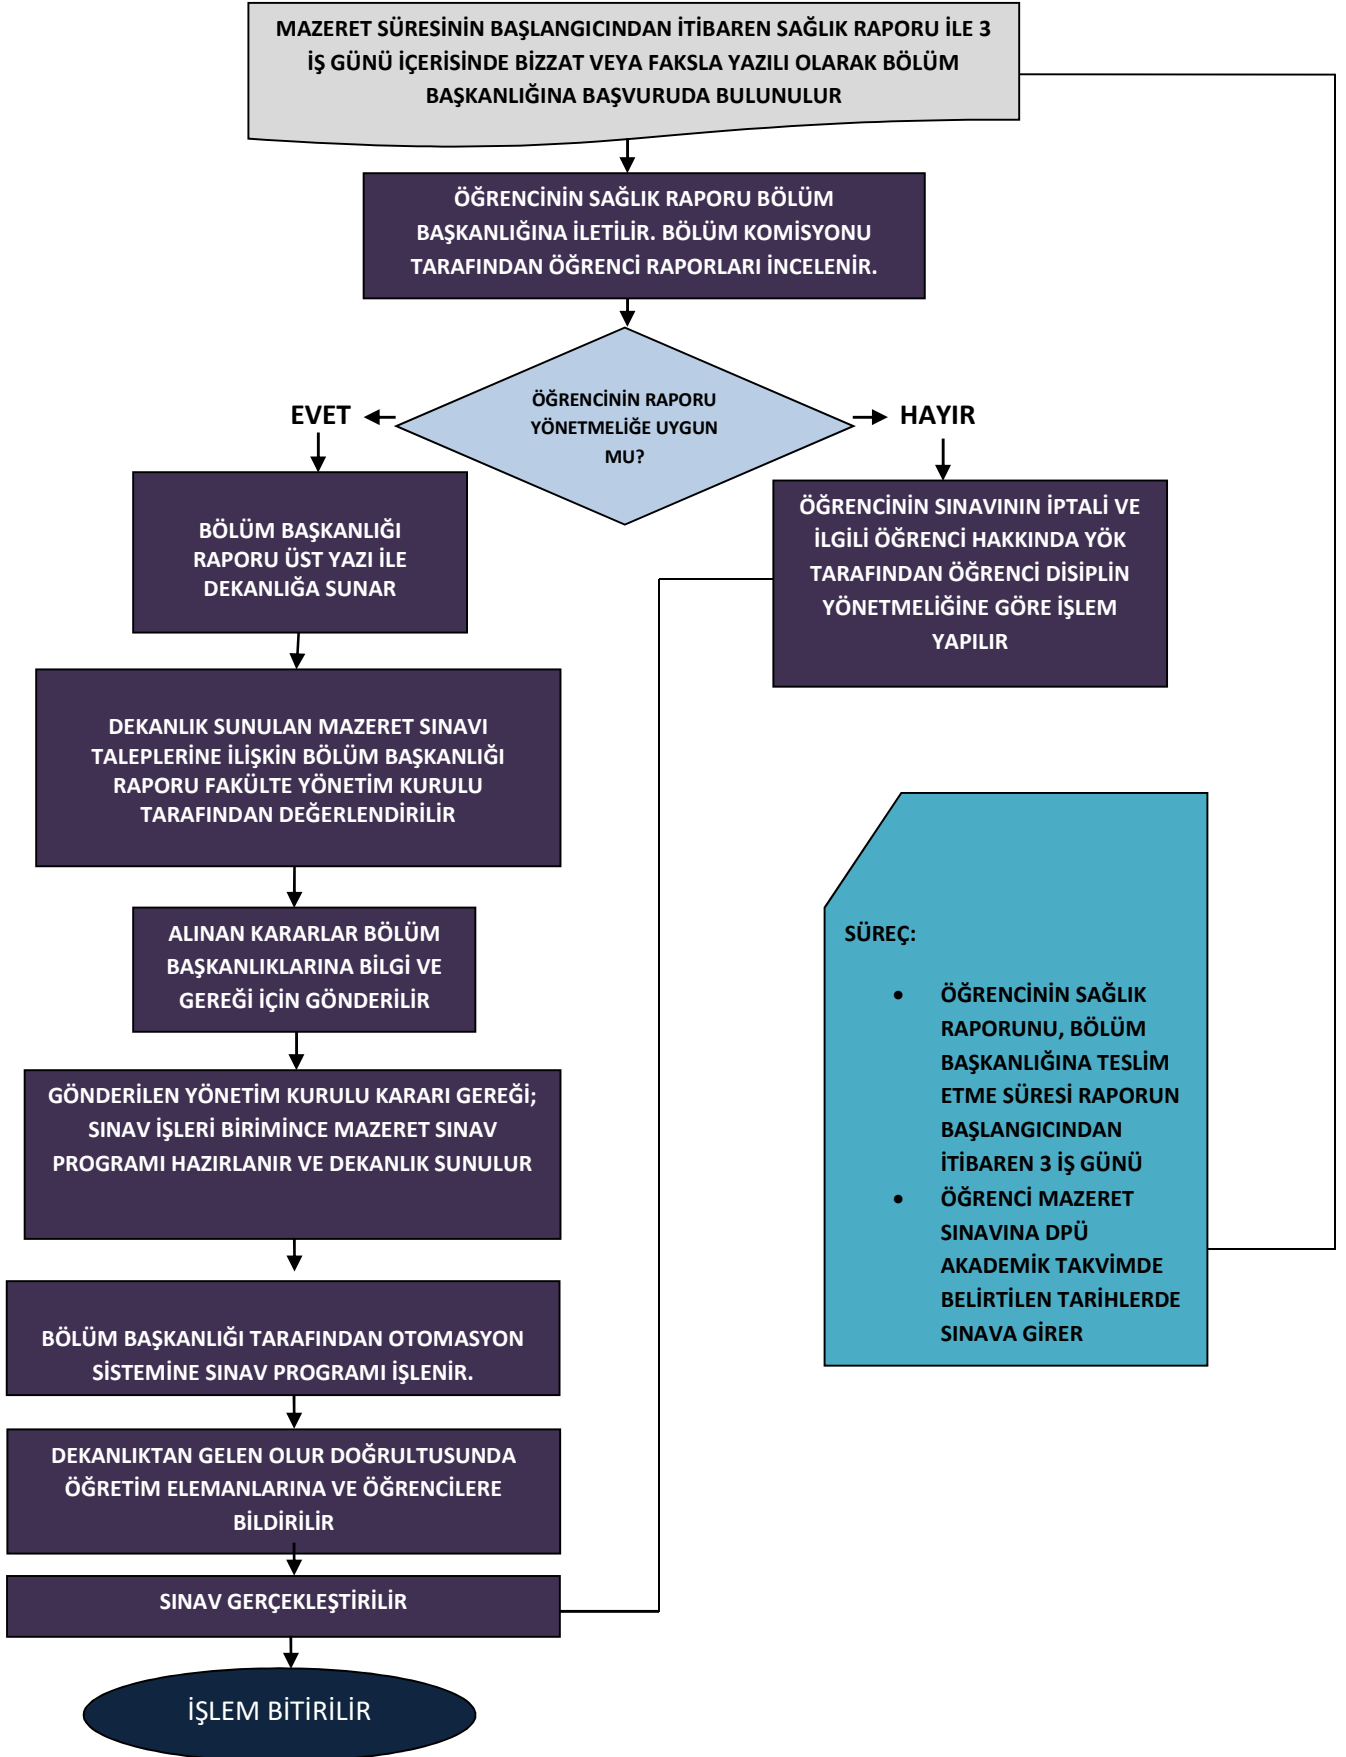 MAZERET SÜRESİNİN BAŞLANGICINDAN İTİBAREN SAĞLIK RAPORU İLE 3
İŞ GÜNÜ İÇERİSİNDE BİZZAT VEYA FAKSLA YAZILI OLARAK BÖLÜM
BAŞKANLIĞINA BAŞVURUDA BULUNULUR
ÖĞRENCİNİN SAĞLIK RAPORU BÖLÜM
BAŞKANLIĞINA İLETİLİR. BÖLÜM KOMİSYONU
TARAFINDAN ÖĞRENCİ RAPORLARI İNCELENİR.
ÖĞRENCİNİN RAPORU
YÖNETMELİĞE UYGUN
MU?
EVET
HAYIR
BÖLÜM BAŞKANLIĞI
RAPORU ÜST YAZI İLE
DEKANLIĞA SUNAR
ÖĞRENCİNİN SINAVININ İPTALİ VE
İLGİLİ ÖĞRENCİ HAKKINDA YÖK
TARAFINDAN ÖĞRENCİ DİSİPLİN
YÖNETMELİĞİNE GÖRE İŞLEM
YAPILIR
DEKANLIK SUNULAN MAZERET SINAVI
TALEPLERİNE İLİŞKİN BÖLÜM BAŞKANLIĞI
RAPORU FAKÜLTE YÖNETİM KURULU
TARAFINDAN DEĞERLENDİRİLİR
ALINAN KARARLAR BÖLÜM
BAŞKANLIKLARINA BİLGİ VE
GEREĞİ İÇİN GÖNDERİLİR
GÖNDERİLEN YÖNETİM KURULU KARARI GEREĞİ;
SINAV İŞLERİ BİRİMİNCE MAZERET SINAV
PROGRAMI HAZIRLANIR VE DEKANLIK SUNULUR
BÖLÜM BAŞKANLIĞI TARAFINDAN OTOMASYON
SİSTEMİNE SINAV PROGRAMI İŞLENİR.
DEKANLIKTAN GELEN OLUR DOĞRULTUSUNDA
ÖĞRETİM ELEMANLARINA VE ÖĞRENCİLERE
BİLDİRİLİR
SINAV GERÇEKLEŞTİRİLİR
İŞLEM BİTİRİLİR
SÜREÇ:
• ÖĞRENCİNİN SAĞLIK
RAPORUNU, BÖLÜM
BAŞKANLIĞINA TESLİM
ETME SÜRESİ RAPORUN
BAŞLANGICINDAN
İTİBAREN 3 İŞ GÜNÜ
• ÖĞRENCİ MAZERET
SINAVINA DPÜ
AKADEMİK TAKVİMDE
BELİRTİLEN TARİHLERDE
SINAVA GİRER